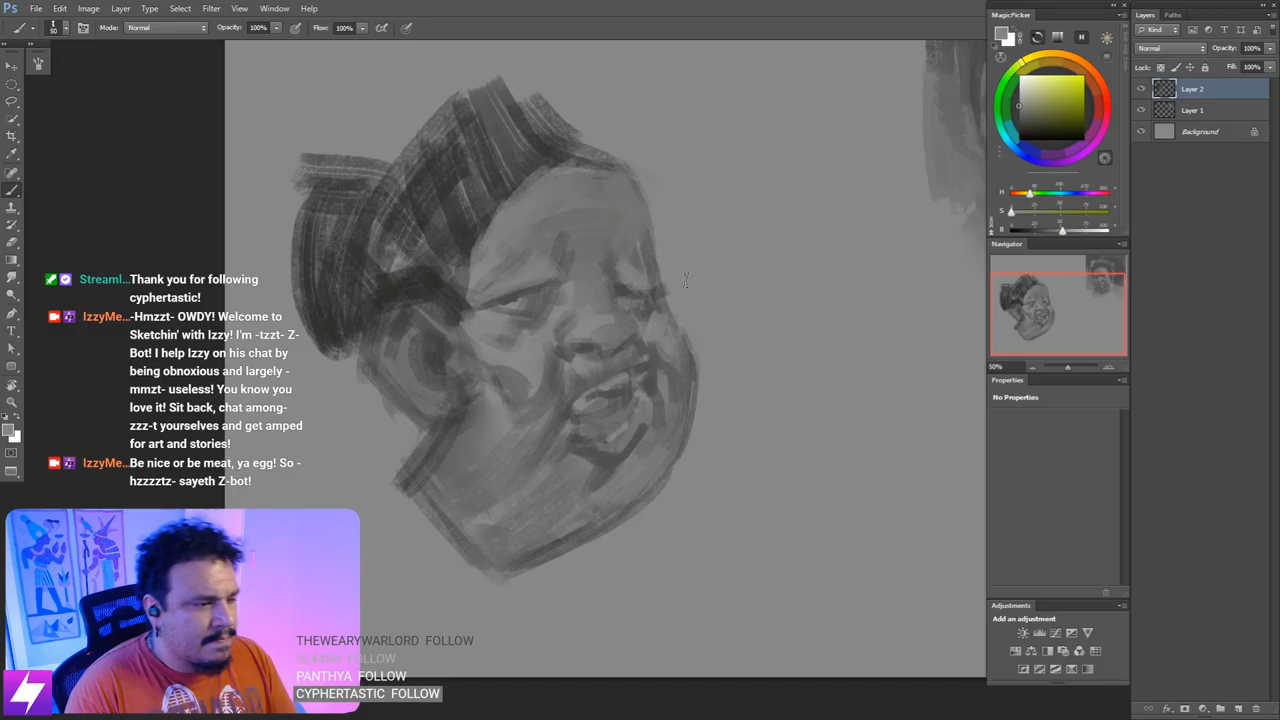 Ps File Edit Image Layer Type Select Filter View Window Help
50 Mode: Normal Opacity: 100% Flow: 100%
MagicPicker
H
H
S
B
Navigator
50%
Properties
No Properties
Adjustments
Add an adjustment
Layers Paths
Kind
Normal Opacity: 100%
Lock: Fill: 100%
Layer 2
Layer 1
Background
Streaml... Thank you for following
cyphertastic!
IzzyMe... -Hmzzt- OWDY! Welcome to
Sketchin' with Izzy! I'm -tzzt- Z-
Bot! I help Izzy on his chat by
being obnoxious and largely -
mmzt- useless! You know you
love it! Sit back, chat among-
zzz-t yourselves and get amped
for art and stories!
IzzyMe... Be nice or be meat, ya egg! So -
hzzzztz- sayeth Z-bot!
THEWEARYWARLORD FOLLOW
FOLLOW
PANTHYA FOLLOW
CYPHERTASTIC FOLLOW